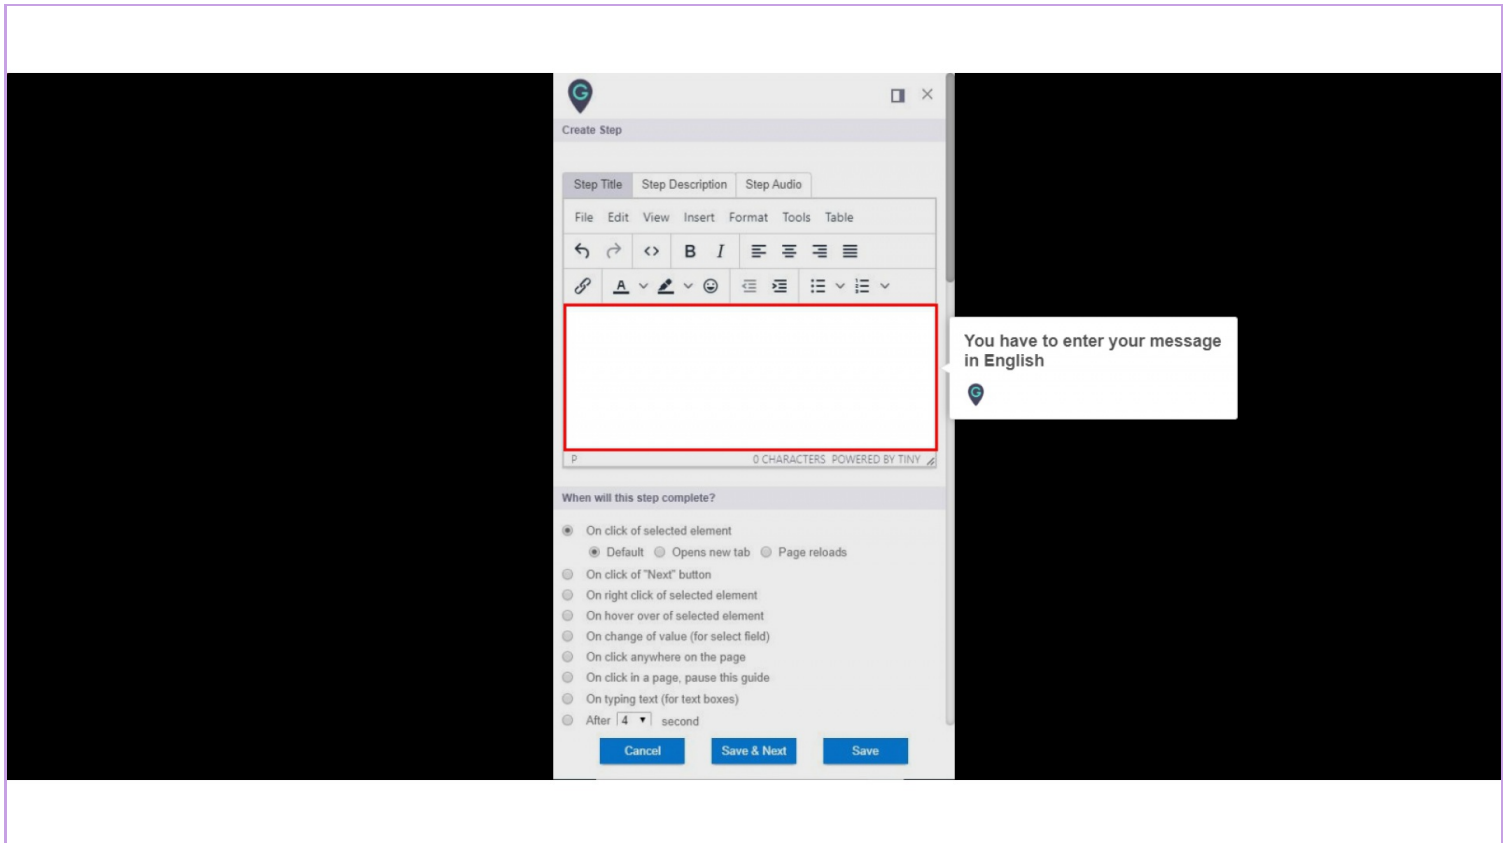 G
Create Step
Step Title Step Description Step Audio
File Edit View Insert Format Tools Table
B I
A
You have to enter your message
in English
G
P 0 CHARACTERS POWERED BY TINY
When will this step complete?
On click of selected element
Default Opens new tab Page reloads
On click of "Next" button
On right click of selected element
On hover over of selected element
On change of value (for select field)
On click anywhere on the page
On click in a page, pause this guide
On typing text (for text boxes)
After 4 second
Cancel Save & Next Save